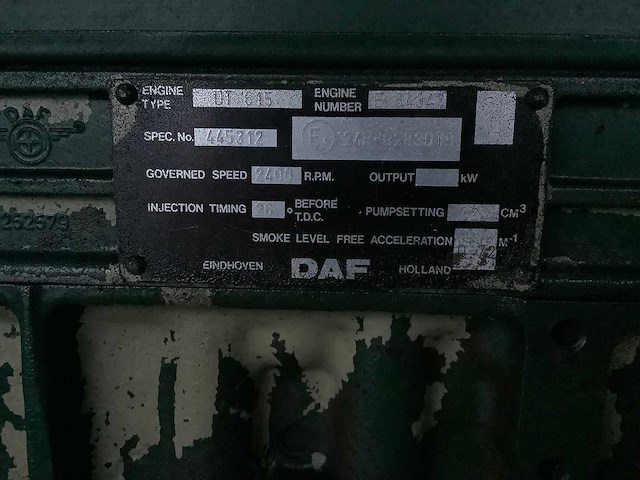 ENGINE TYPE DT 615 ENGINE NUMBER
SPEC. No. 445312
GOVERNED SPEED 2400 R.P.M. OUTPUT kW
INJECTION TIMING ° BEFORE T.D.C. PUMPSETTING CM³
SMOKE LEVEL FREE ACCELERATION M⁻¹
EINDHOVEN DAF HOLLAND
DAF
252579